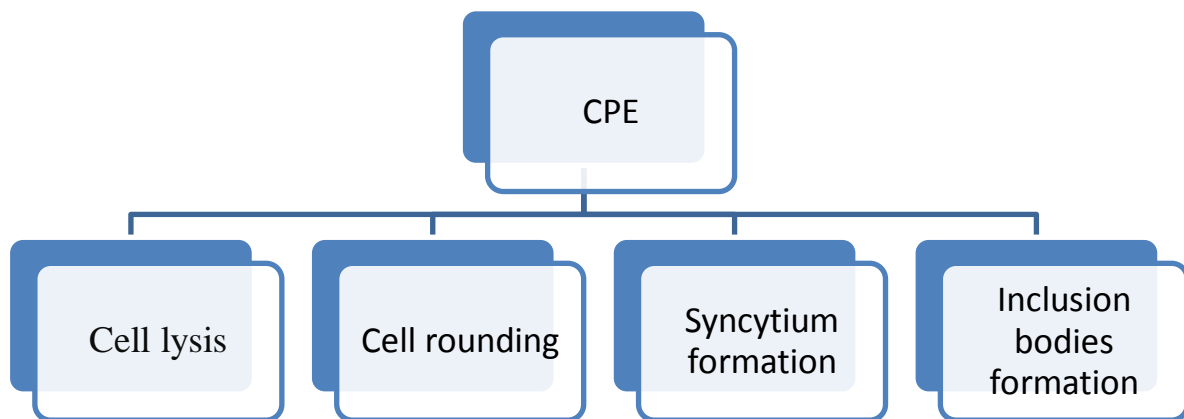 CPE
Cell lysis
Cell rounding
Syncytium
formation
Inclusion
bodies
formation